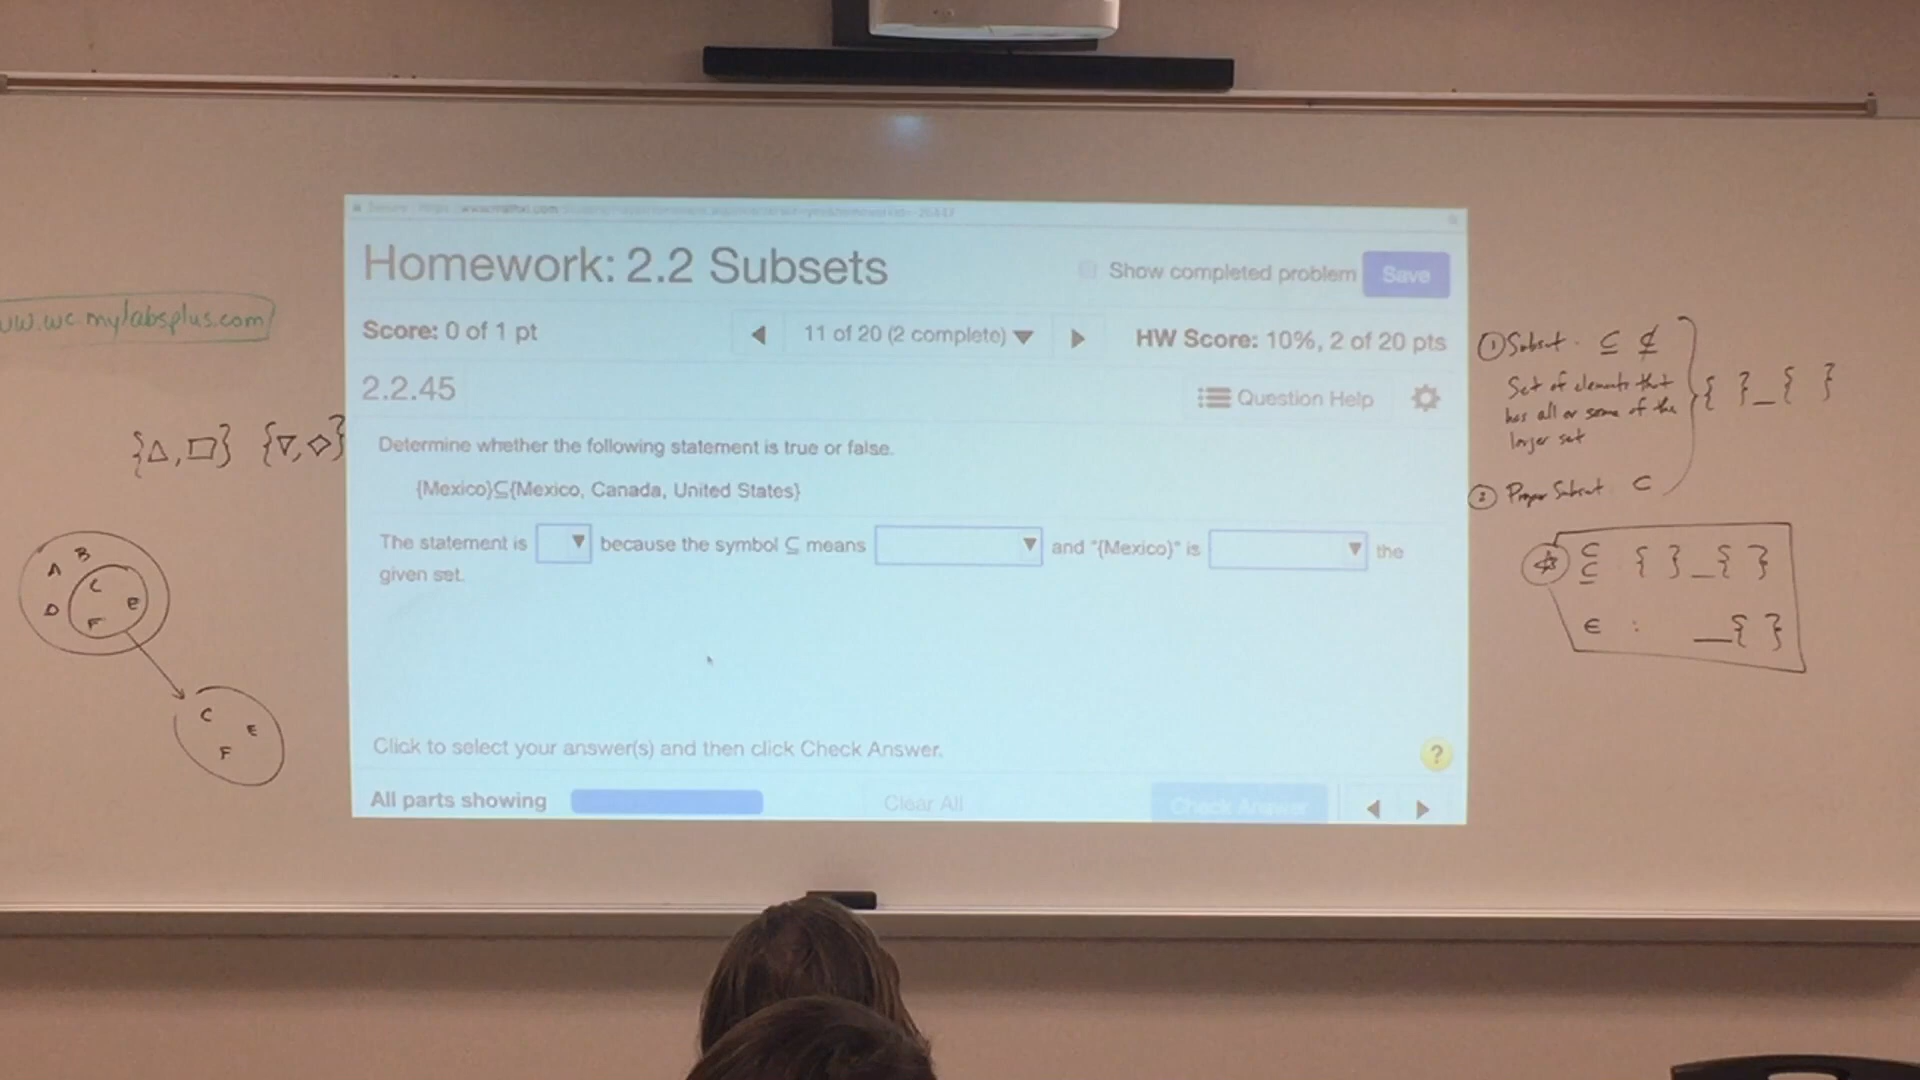 Homework: 2.2 Subsets
Show completed problem
Save
Score: 0 of 1 pt
11 of 20 (2 complete)
HW Score: 10%, 2 of 20 pts
2.2.45
Question Help
Determine whether the following statement is true or false.
{Mexico}⊆{Mexico, Canada, United States}
The statement is ▼ because the symbol ⊆ means ▼ and "{Mexico}" is ▼ the
given set.
Click to select your answer(s) and then click Check Answer.
?
All parts showing
Clear All
Check Answer
uw.wc.mylabsplus.com/
{△,□} {▽,◇}
A B
C
D E
F
C E
F
① Subset . ⊆ ⊄
Set of elements that
has all or some of the
larger set
{ }_{ }
② Proper Subset ⊂
⊂
⊆ { }_{ }
∈ : _{ }